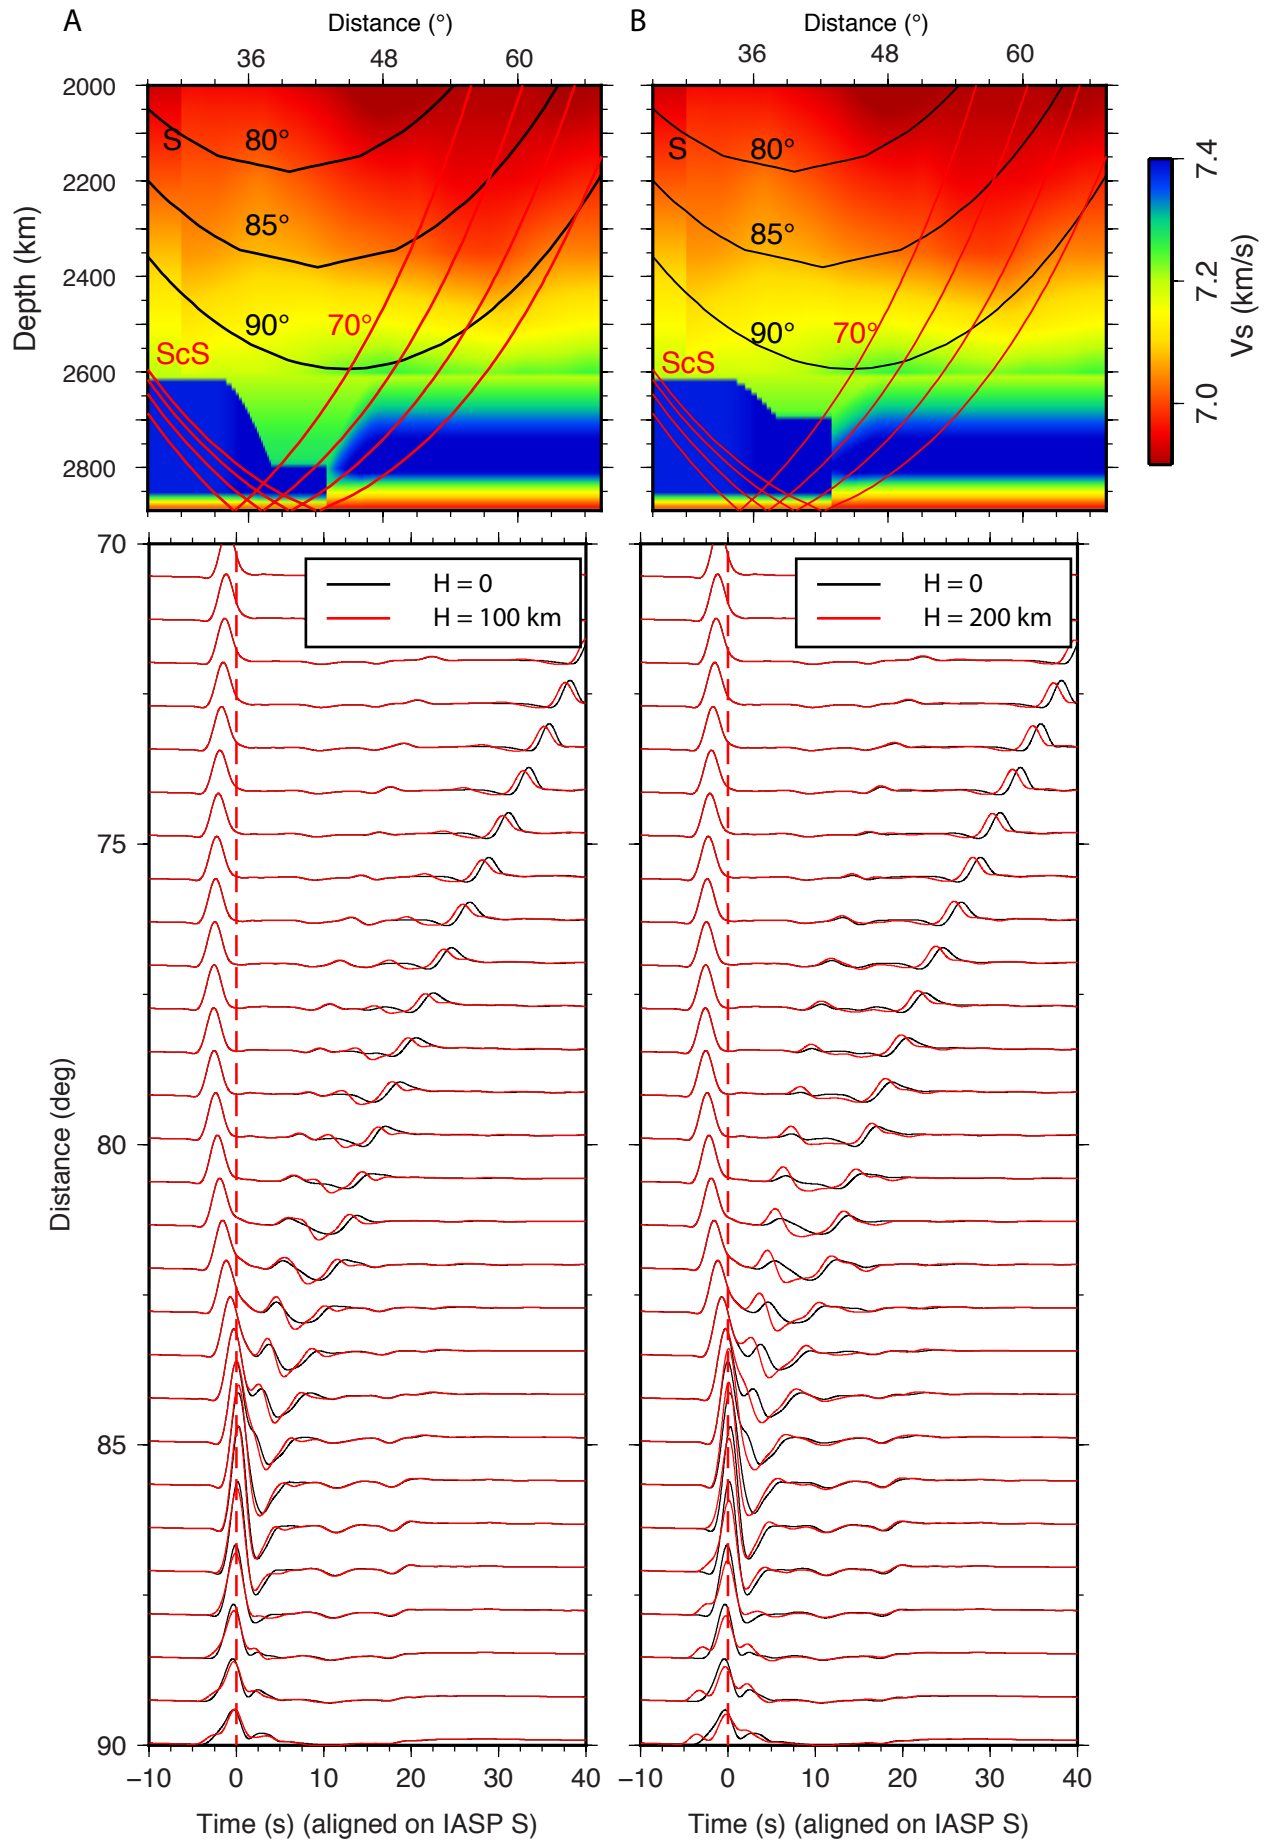 A
Distance (°)
B
Distance (°)
36 48 60
36 48 60
2000
2200
2400
2600
2800
Depth (km)
S
80°
85°
90°
70°
ScS
S
80°
85°
90°
70°
ScS
7.4
7.2
7.0
Vs (km/s)
70
75
80
85
90
Distance (deg)
H = 0
H = 100 km
H = 0
H = 200 km
−10 0 10 20 30 40
−10 0 10 20 30 40
Time (s) (aligned on IASP S)
Time (s) (aligned on IASP S)